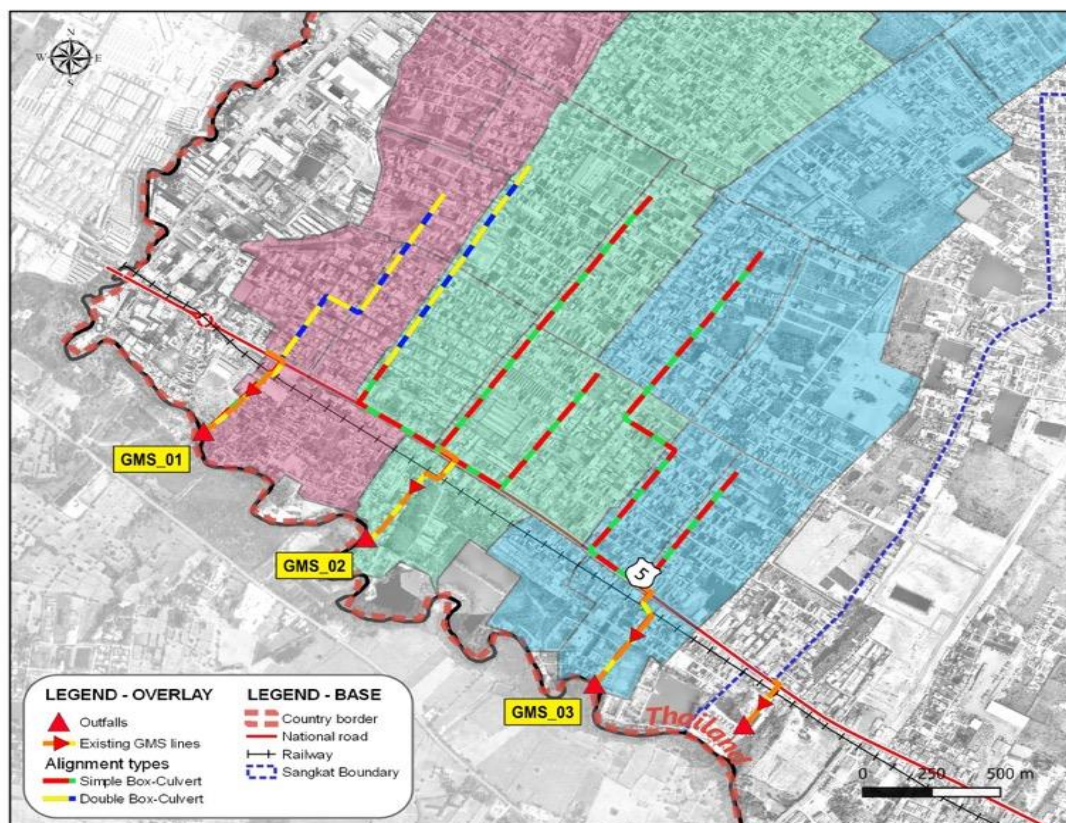 N
W
E
S
GMS_01
GMS_02
5
GMS_03
Thailand
LEGEND - OVERLAY
Outfalls
Existing GMS lines
Alignment types
Simple Box-Culvert
Double Box-Culvert
LEGEND - BASE
Country border
National road
Railway
Sangkat Boundary
0 250 500 m